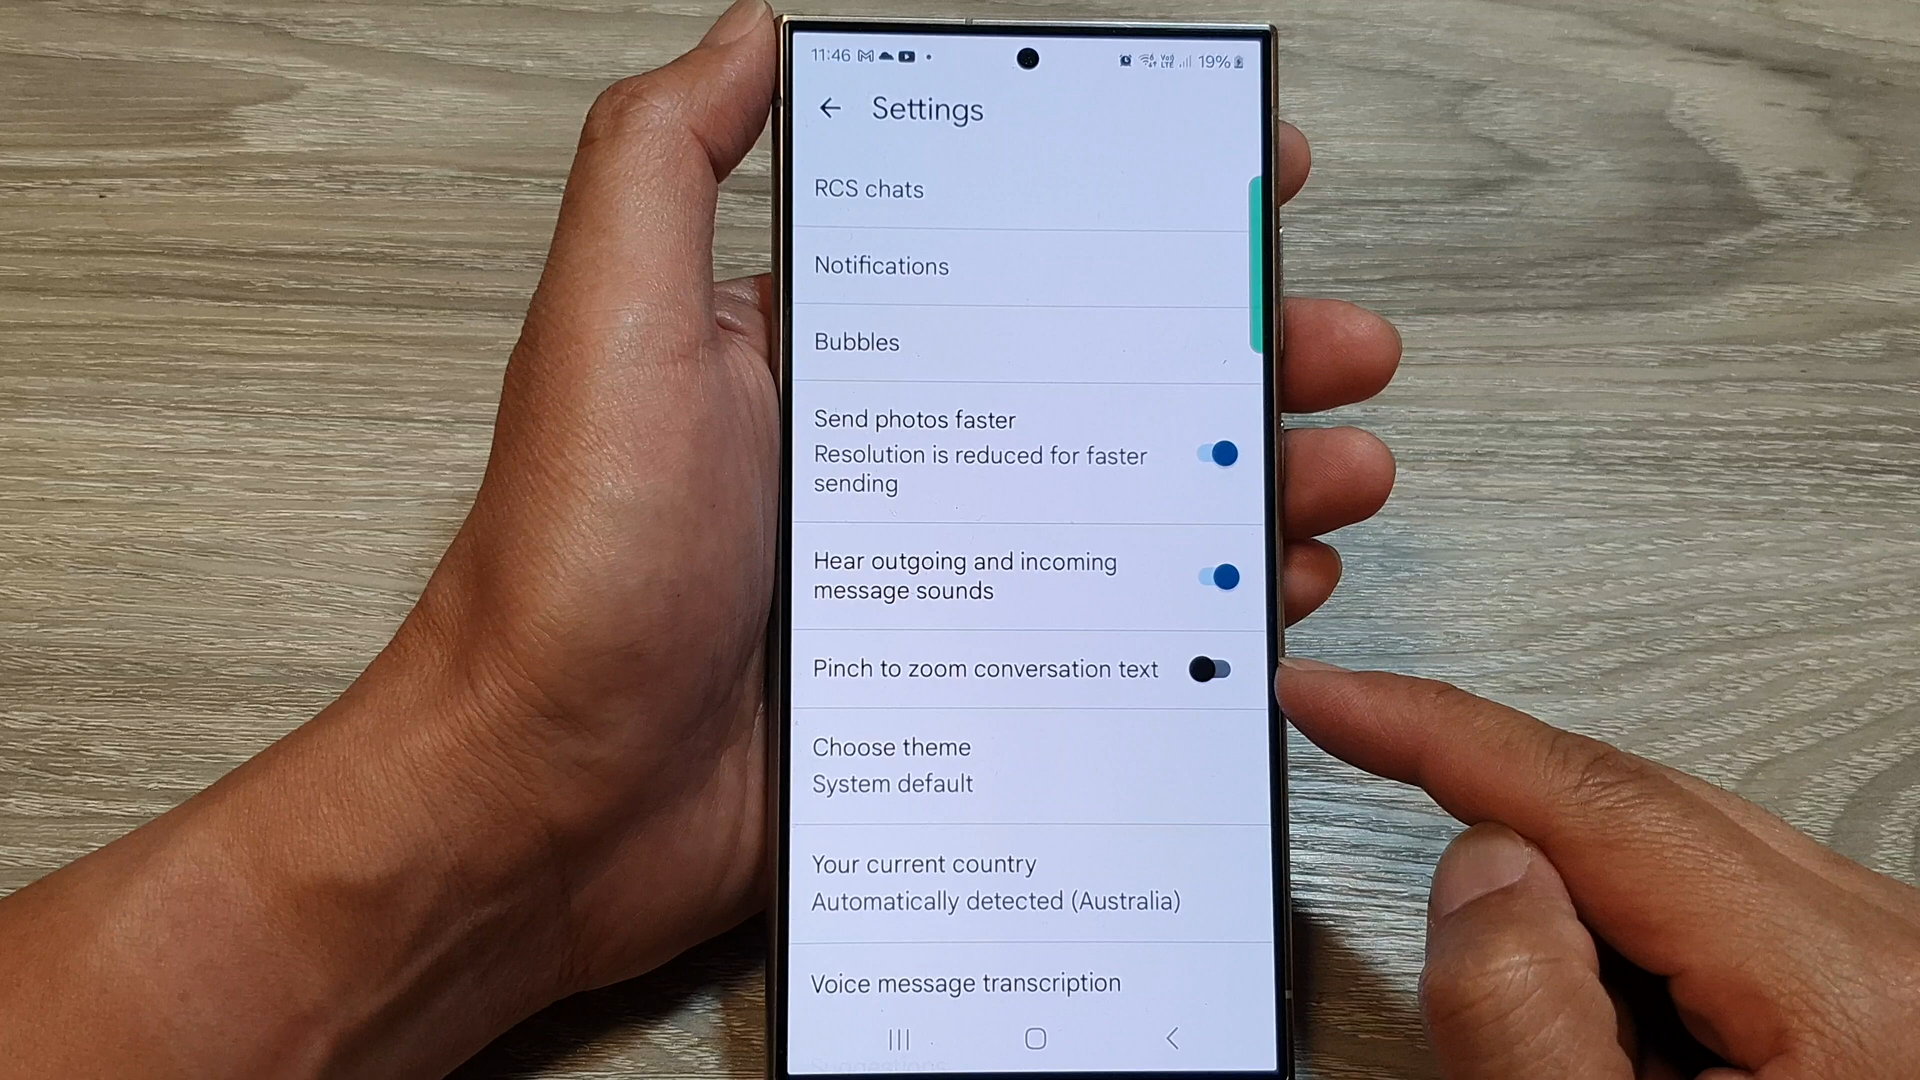 11:46 19%
Settings
RCS chats
Notifications
Bubbles
Send photos faster
Resolution is reduced for faster
sending
Hear outgoing and incoming
message sounds
Pinch to zoom conversation text
Choose theme
System default
Your current country
Automatically detected (Australia)
Voice message transcription